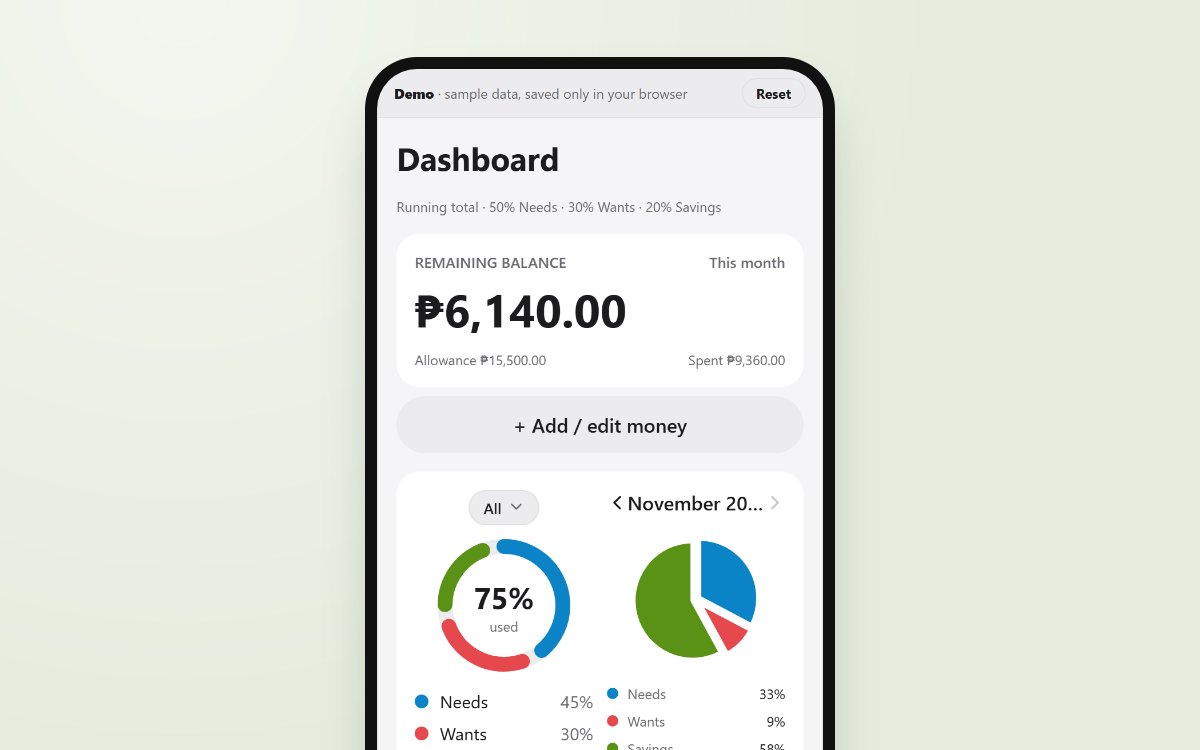 Demo · sample data, saved only in your browser
Reset
Dashboard
Running total · 50% Needs · 30% Wants · 20% Savings
REMAINING BALANCE
This month
₱6,140.00
Allowance ₱15,500.00
Spent ₱9,360.00
+ Add / edit money
All
November 20...
75%
used
Needs 45%
Wants 30%
Needs 33%
Wants 9%
Savings 58%